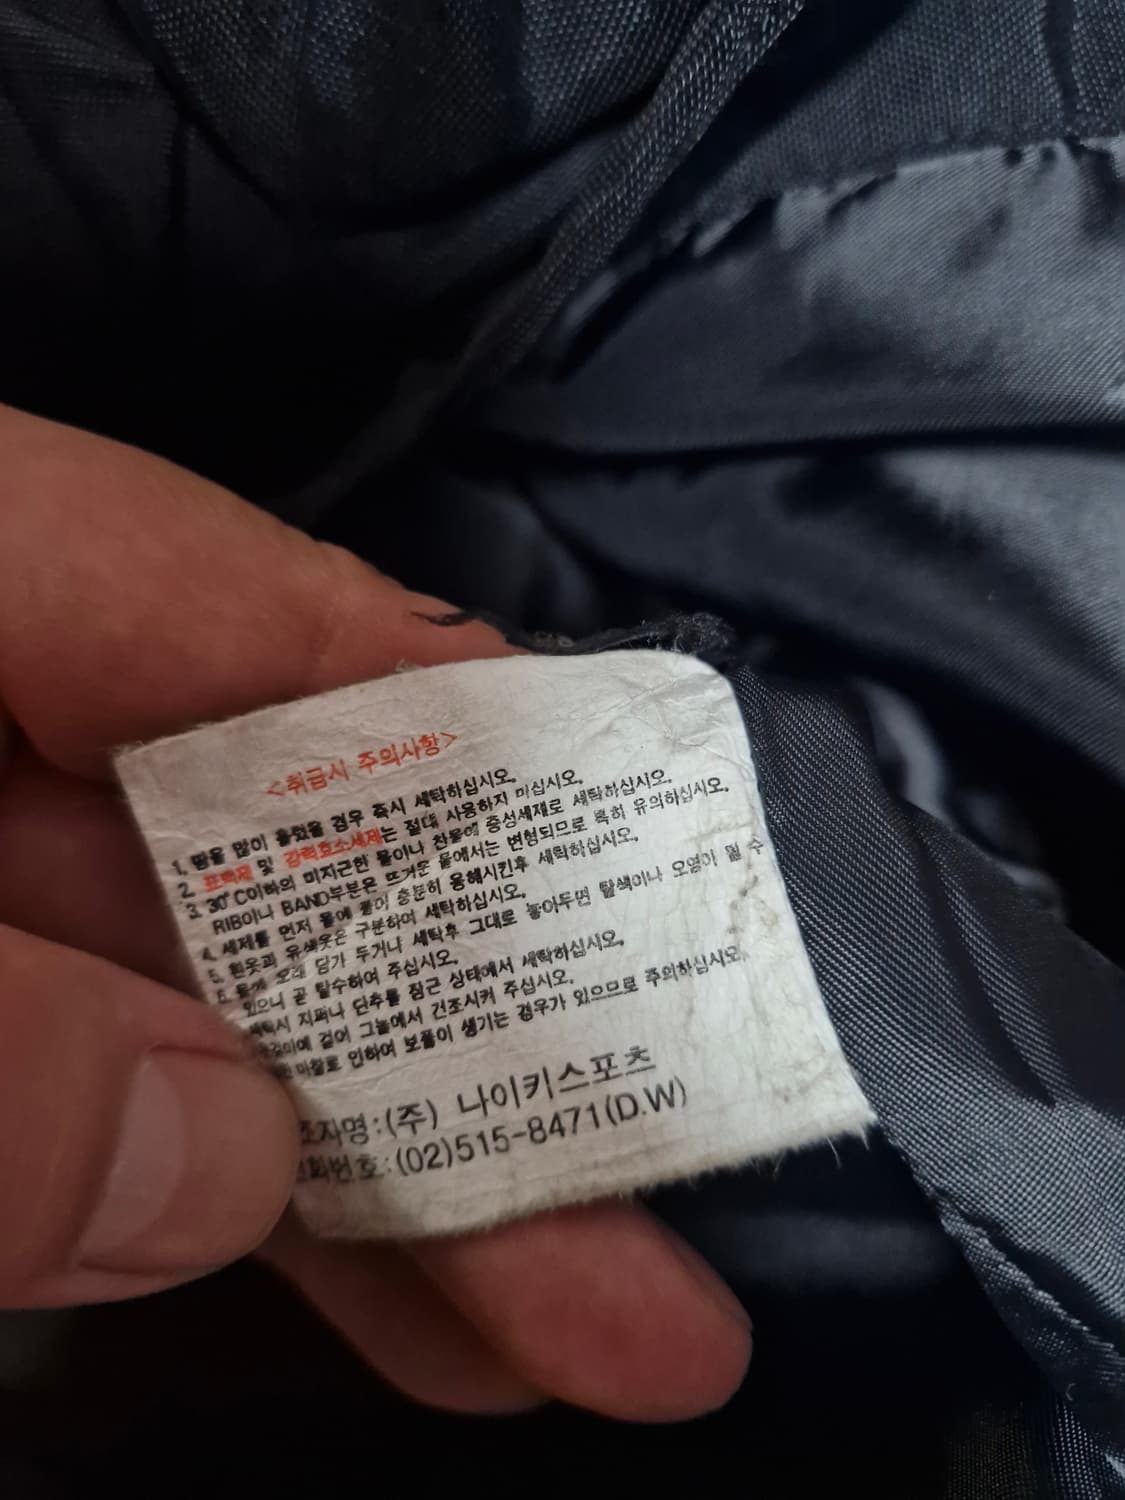 <취급시 주의사항>
1. 땀을 많이 흘렸을 경우 즉시 세탁하십시오.
2. 표백제 및 강력효소세제는 절대 사용하지 마십시오.
3. 30°C이하의 미지근한 물이나 찬물에 중성세제로 세탁하십시오.
RIB이나 BAND부분은 뜨거운 물에서는 변형되므로 특히 유의하십시오.
4. 세제를 먼저 물에 풀어 충분히 용해시킨후 세탁하십시오.
5. 흰옷과 유색옷은 구분하여 세탁하십시오.
6. 물에 오래 담가 두거나 세탁후 그대로 놓아두면 탈색이나 오염이 될 수
있으니 곧 탈수하여 주십시오.
세탁시 지퍼나 단추를 잠근 상태에서 세탁하십시오.
걸어 그늘에서 건조시켜 주십시오.
마찰로 인하여 보풀이 생기는 경우가 있으므로 주의하십시오.
조자명:(주) 나이키스포츠
전화번호:(02)515-8471(D.W)